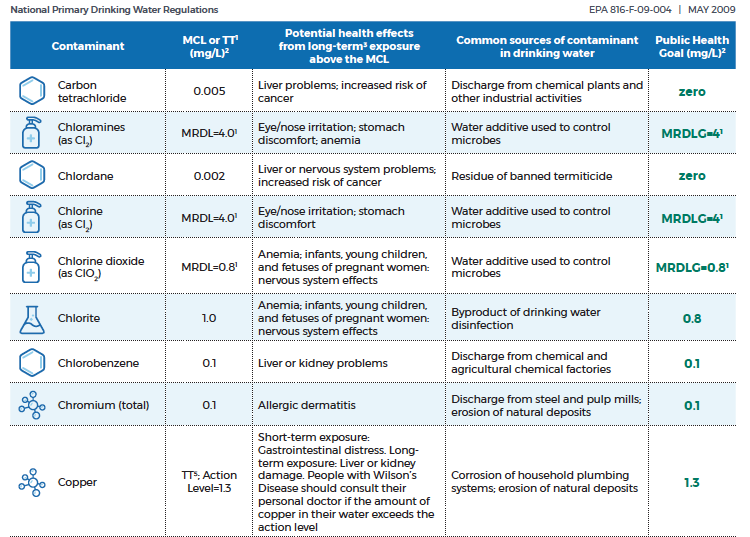 National Primary Drinking Water Regulations
EPA 816-F-09-004 | MAY 2009
Contaminant
MCL or TT¹
(mg/L)²
Potential health effects
from long-term³ exposure
above the MCL
Common sources of contaminant
in drinking water
Public Health
Goal (mg/L)²
Carbon
tetrachloride
0.005
Liver problems; increased risk of
cancer
Discharge from chemical plants and
other industrial activities
zero
Chloramines
(as Cl₂)
MRDL=4.0¹
Eye/nose irritation; stomach
discomfort; anemia
Water additive used to control
microbes
MRDLG=4¹
Chlordane
0.002
Liver or nervous system problems;
increased risk of cancer
Residue of banned termiticide
zero
Chlorine
(as Cl₂)
MRDL=4.0¹
Eye/nose irritation; stomach
discomfort
Water additive used to control
microbes
MRDLG=4¹
Chlorine dioxide
(as ClO₂)
MRDL=0.8¹
Anemia; infants, young children,
and fetuses of pregnant women:
nervous system effects
Water additive used to control
microbes
MRDLG=0.8¹
Chlorite
1.0
Anemia; infants, young children,
and fetuses of pregnant women:
nervous system effects
Byproduct of drinking water
disinfection
0.8
Chlorobenzene
0.1
Liver or kidney problems
Discharge from chemical and
agricultural chemical factories
0.1
Chromium (total)
0.1
Allergic dermatitis
Discharge from steel and pulp mills;
erosion of natural deposits
0.1
Copper
TT⁵; Action
Level=1.3
Short-term exposure:
Gastrointestinal distress. Long-
term exposure: Liver or kidney
damage. People with Wilson's
Disease should consult their
personal doctor if the amount of
copper in their water exceeds the
action level
Corrosion of household plumbing
systems; erosion of natural deposits
1.3